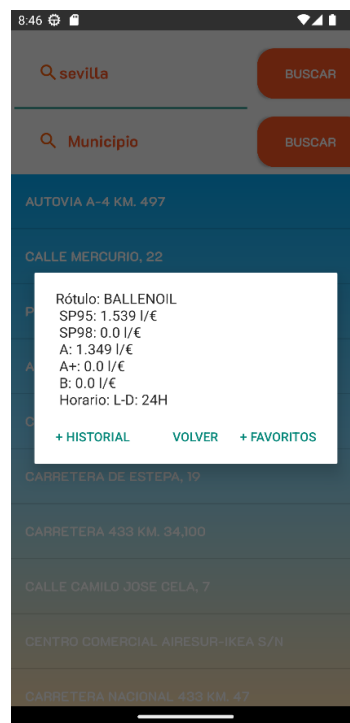 8:46
sevilla
BUSCAR
Municipio
BUSCAR
AUTOVIA A-4 KM. 497
CALLE MERCURIO, 22
P
Rótulo: BALLENOIL
SP95: 1.539 l/€
SP98: 0.0 l/€
A: 1.349 l/€
A
A+: 0.0 l/€
B: 0.0 l/€
Horario: L-D: 24H
C
+ HISTORIAL
VOLVER
+ FAVORITOS
CARRETERA DE ESTEPA, 19
CARRETERA 433 KM. 34,100
CALLE CAMILO JOSE CELA, 7
CENTRO COMERCIAL AIRESUR-IKEA S/N
CARRETERA NACIONAL 433 KM. 47